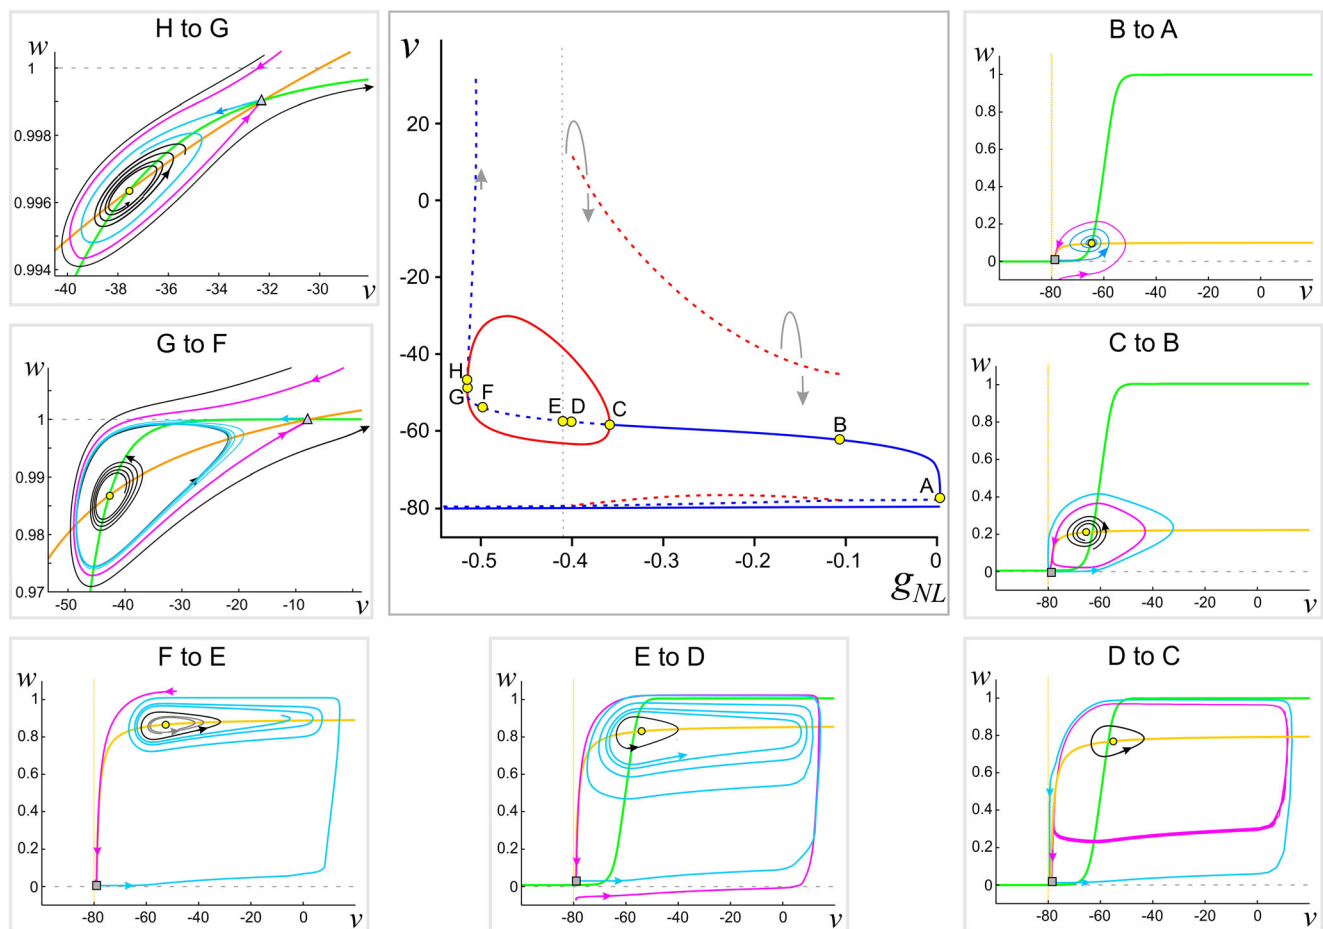 H to G
w
1
0.998
0.996
0.994
-40 -38 -36 -34 -32 -30 v
v
20
0
-20
-40
-60
-80
H
G
F
E
D
C
B
A
-0.5 -0.4 -0.3 -0.2 -0.1 0
gNL
B to A
w
1
0.8
0.6
0.4
0.2
0
-80 -60 -40 -20 0 v
G to F
w
1
0.99
0.98
0.97
-50 -40 -30 -20 -10 v
C to B
w
1
0.8
0.6
0.4
0.2
0
-80 -60 -40 -20 0 v
F to E
w
1
0.8
0.6
0.4
0.2
0
-80 -60 -40 -20 0 v
E to D
w
1
0.8
0.6
0.4
0.2
0
-80 -60 -40 -20 0 v
D to C
w
1
0.8
0.6
0.4
0.2
0
-80 -60 -40 -20 0 v